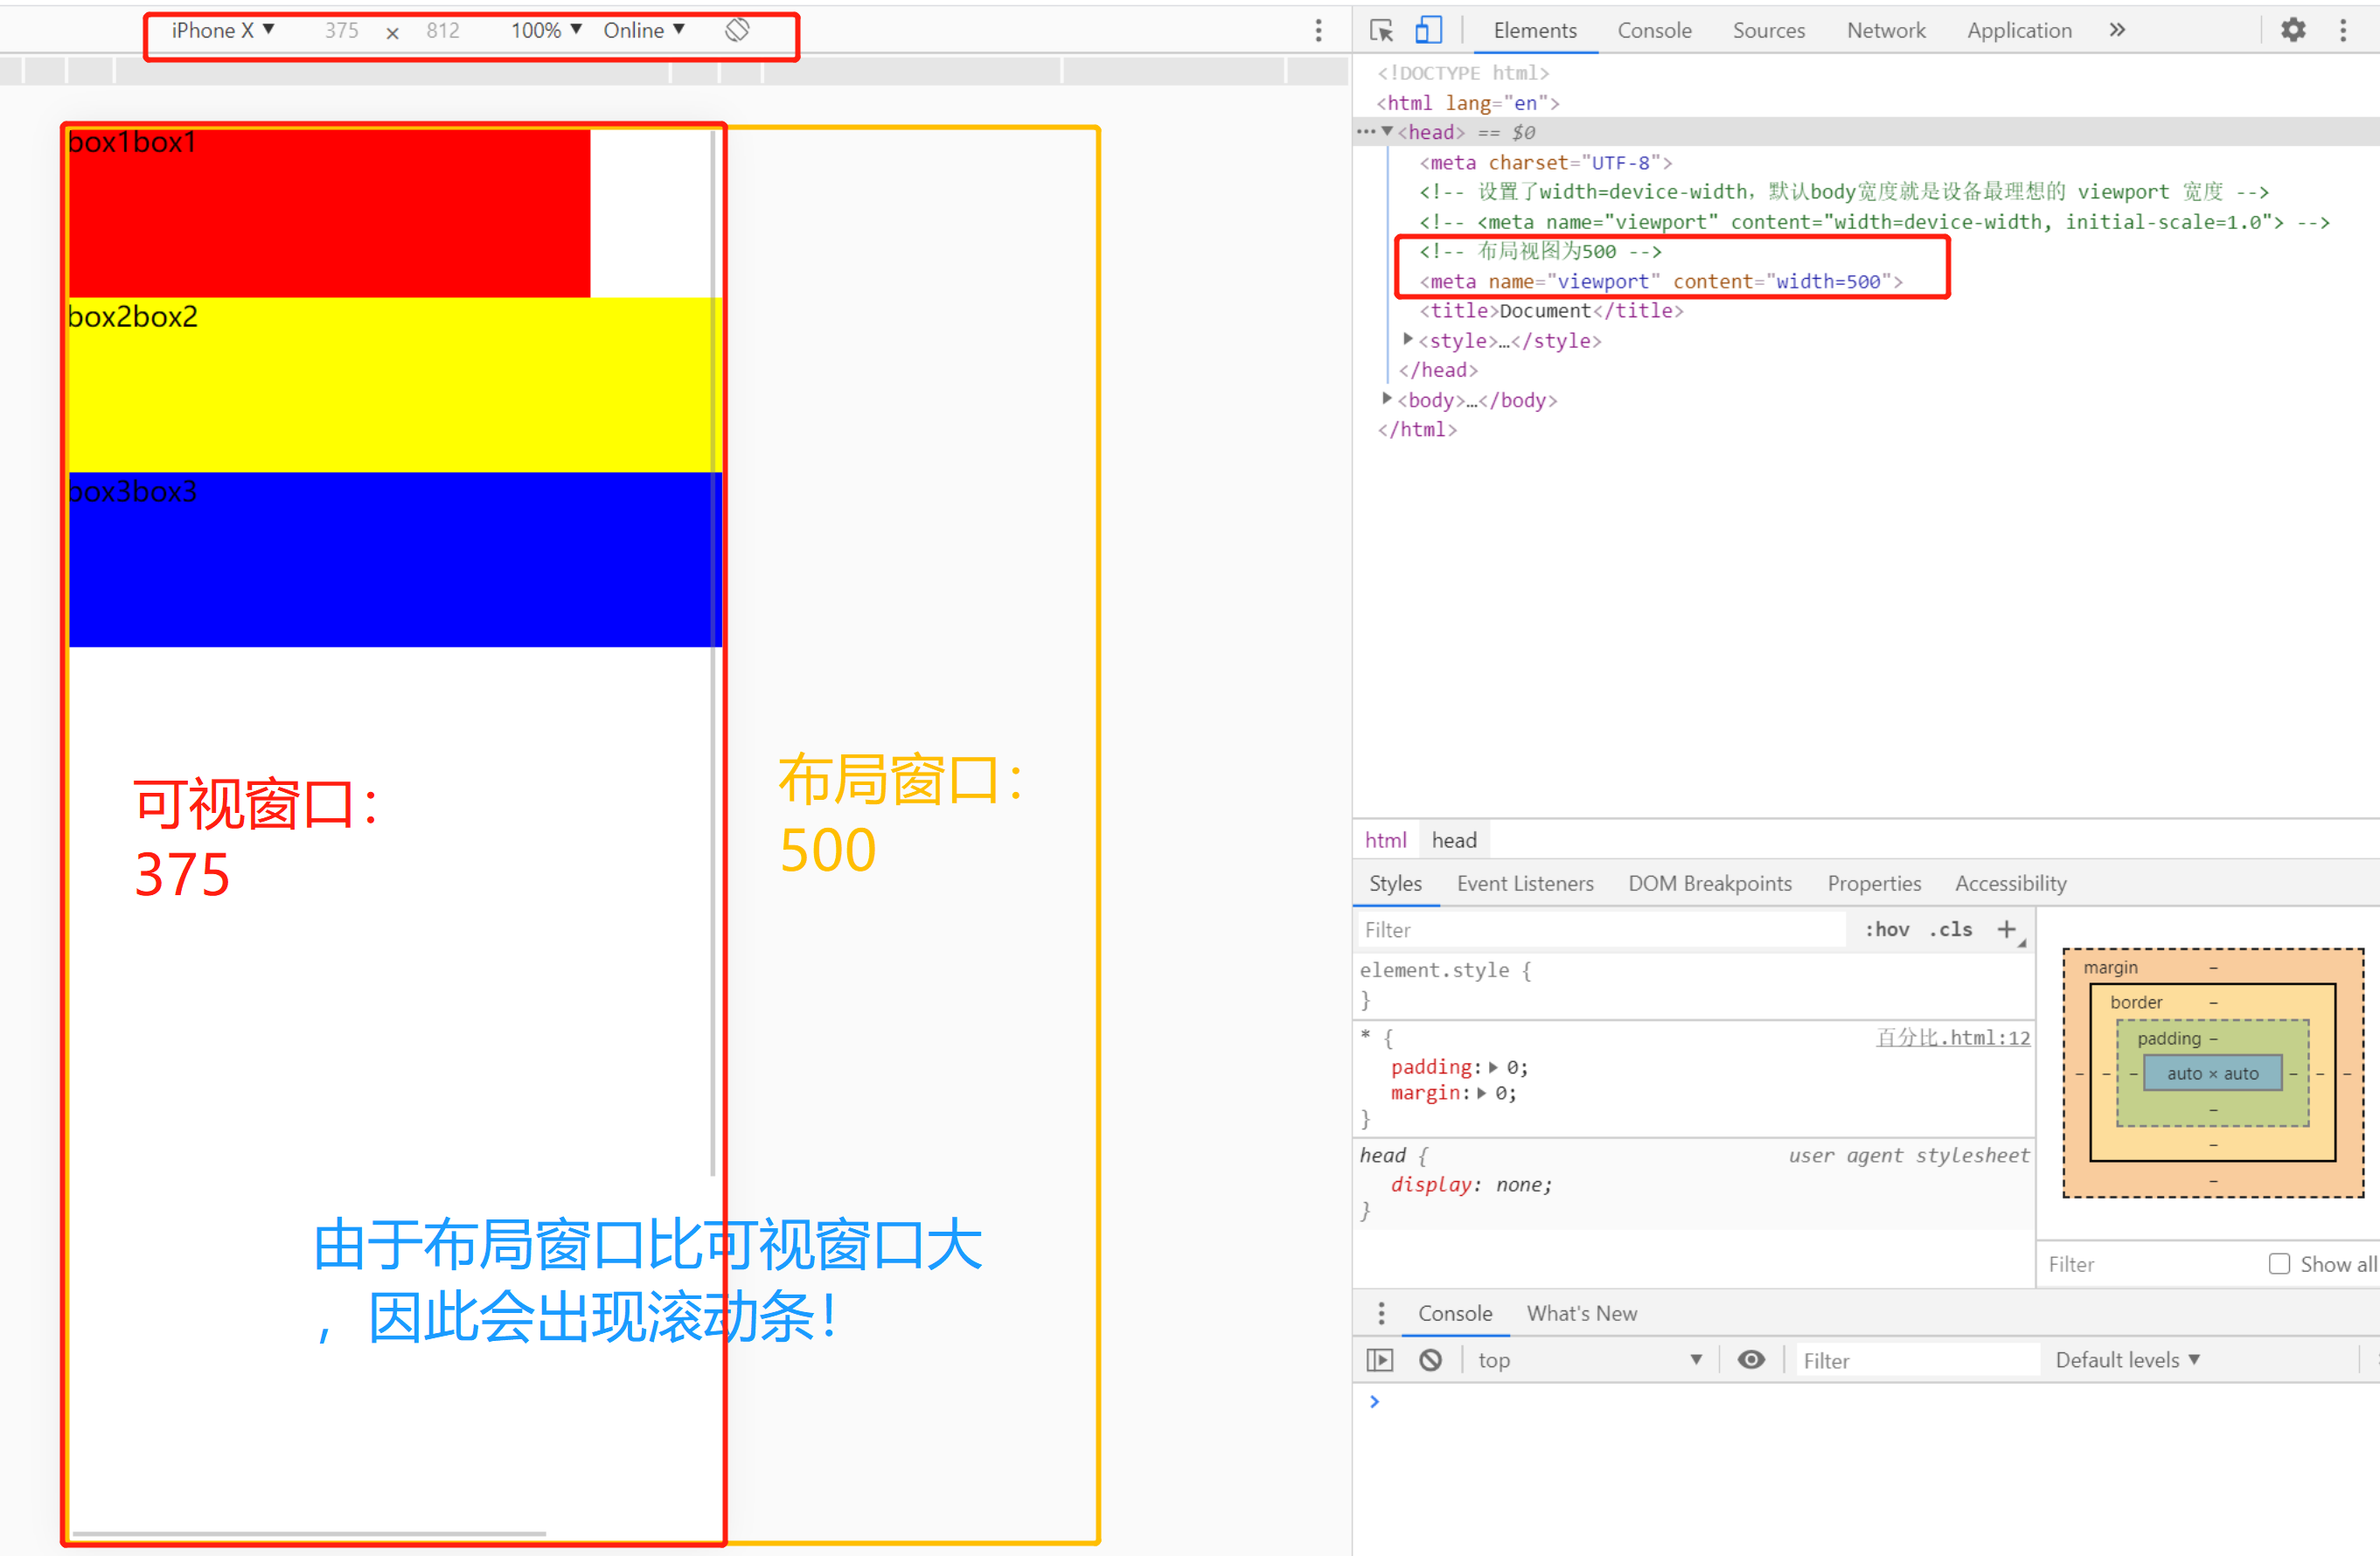 iPhone X ▼ 375 × 812 100% ▼ Online ▼
box1box1
box2box2
box3box3
可视窗口：
375
布局窗口：
500
由于布局窗口比可视窗口大
，因此会出现滚动条！
Elements Console Sources Network Application »
<!DOCTYPE html>
<html lang="en">
••• ▼<head> == $0
<meta charset="UTF-8">
<!-- 设置了width=device-width，默认body宽度就是设备最理想的 viewport 宽度 -->
<!-- <meta name="viewport" content="width=device-width, initial-scale=1.0"> -->
<!-- 布局视图为500 -->
<meta name="viewport" content="width=500">
<title>Document</title>
▶<style>…</style>
</head>
▶<body>…</body>
</html>
html head
Styles Event Listeners DOM Breakpoints Properties Accessibility
Filter :hov .cls +
element.style {
}
* { 百分比.html:12
padding:▶ 0;
margin:▶ 0;
}
head { user agent stylesheet
display: none;
}
margin –
border –
padding –
– – – auto × auto – – –
–
–
–
Filter Show all
Console What's New
top ▼ Filter Default levels ▼
>